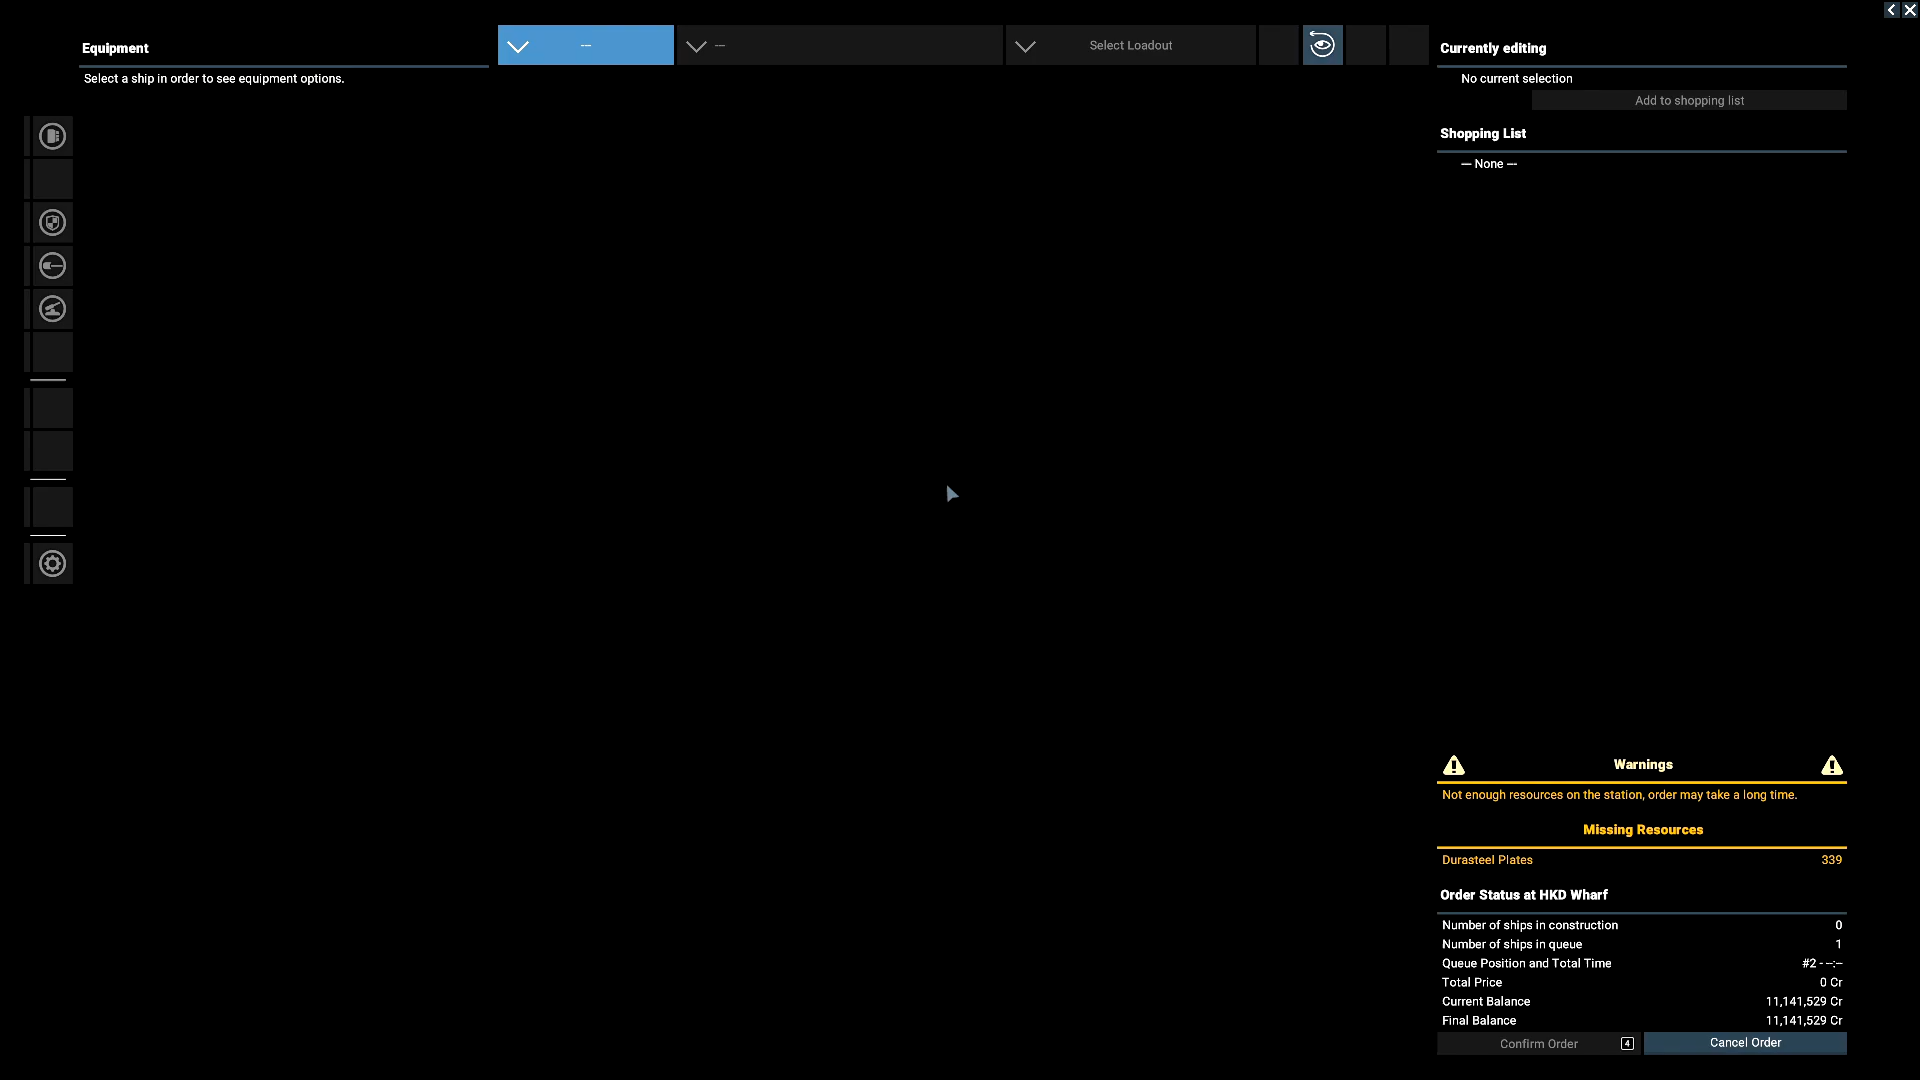 Equipment
Select a ship in order to see equipment options.
---
---
Select Loadout
Currently editing
No current selection
Add to shopping list
Shopping List
--- None ---
Warnings
Not enough resources on the station, order may take a long time.
Missing Resources
Durasteel Plates 339
Order Status at HKD Wharf
Number of ships in construction 0
Number of ships in queue 1
Queue Position and Total Time #2 - --:--
Total Price 0 Cr
Current Balance 11,141,529 Cr
Final Balance 11,141,529 Cr
Confirm Order 4
Cancel Order